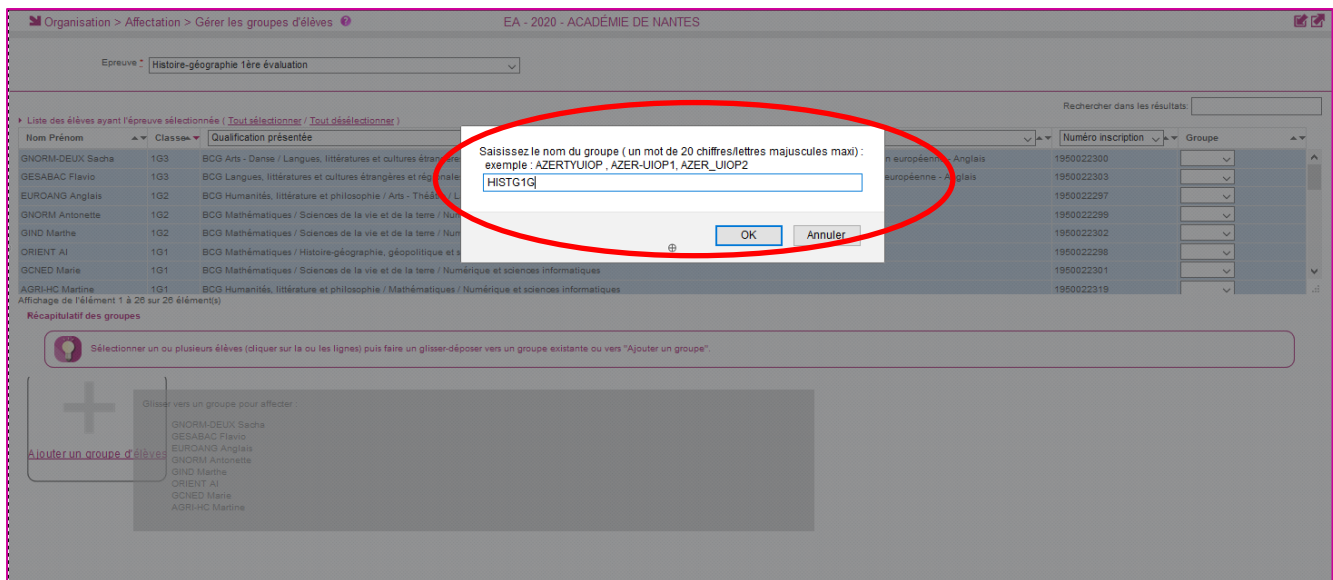 Organisation > Affectation > Gérer les groupes d'élèves ? EA - 2020 - ACADÉMIE DE NANTES
Epreuve * Histoire-géographie 1ère évaluation
Rechercher dans les résultats:
Liste des élèves ayant l'épreuve sélectionnée ( Tout sélectionner / Tout désélectionner )
Nom Prénom Classe Qualification présentée Numéro inscription Groupe
Saisissez le nom du groupe ( un mot de 20 chiffres/lettres majuscules maxi) :
exemple : AZERTYUIOP , AZER-UIOP1, AZER_UIOP2
HISTG1G
OK Annuler
GNORM-DEUX Sacha 1G3 BCG Arts - Danse / Langues, littératures et cultures étrangères n européenne - Anglais 1950022300
GESABAC Flavio 1G3 BCG Langues, littératures et cultures étrangères et régionale européenne - Anglais 1950022303
EUROANG Anglais 1G2 BCG Humanités, littérature et philosophie / Arts - Théâtre / L 1950022297
GNORM Antonette 1G2 BCG Mathématiques / Sciences de la vie et de la terre / Num 1950022299
GIND Marthe 1G2 BCG Mathématiques / Sciences de la vie et de la terre / Num 1950022302
ORIENT AI 1G1 BCG Mathématiques / Histoire-géographie, géopolitique et s 1950022298
GCNED Marie 1G1 BCG Mathématiques / Sciences de la vie et de la terre / Numérique et sciences informatiques 1950022301
AGRI-HC Martine 1G1 BCG Humanités, littérature et philosophie / Mathématiques / Numérique et sciences informatiques 1950022319
Affichage de l'élément 1 à 26 sur 26 élément(s)
Récapitulatif des groupes
Sélectionner un ou plusieurs élèves (cliquer sur la ou les lignes) puis faire un glisser-déposer vers un groupe existante ou vers "Ajouter un groupe".
Glisser vers un groupe pour affecter :
GNORM-DEUX Sacha
GESABAC Flavio
EUROANG Anglais
Ajouter un groupe d'élèves
GNORM Antonette
GIND Marthe
ORIENT AI
GCNED Marie
AGRI-HC Martine